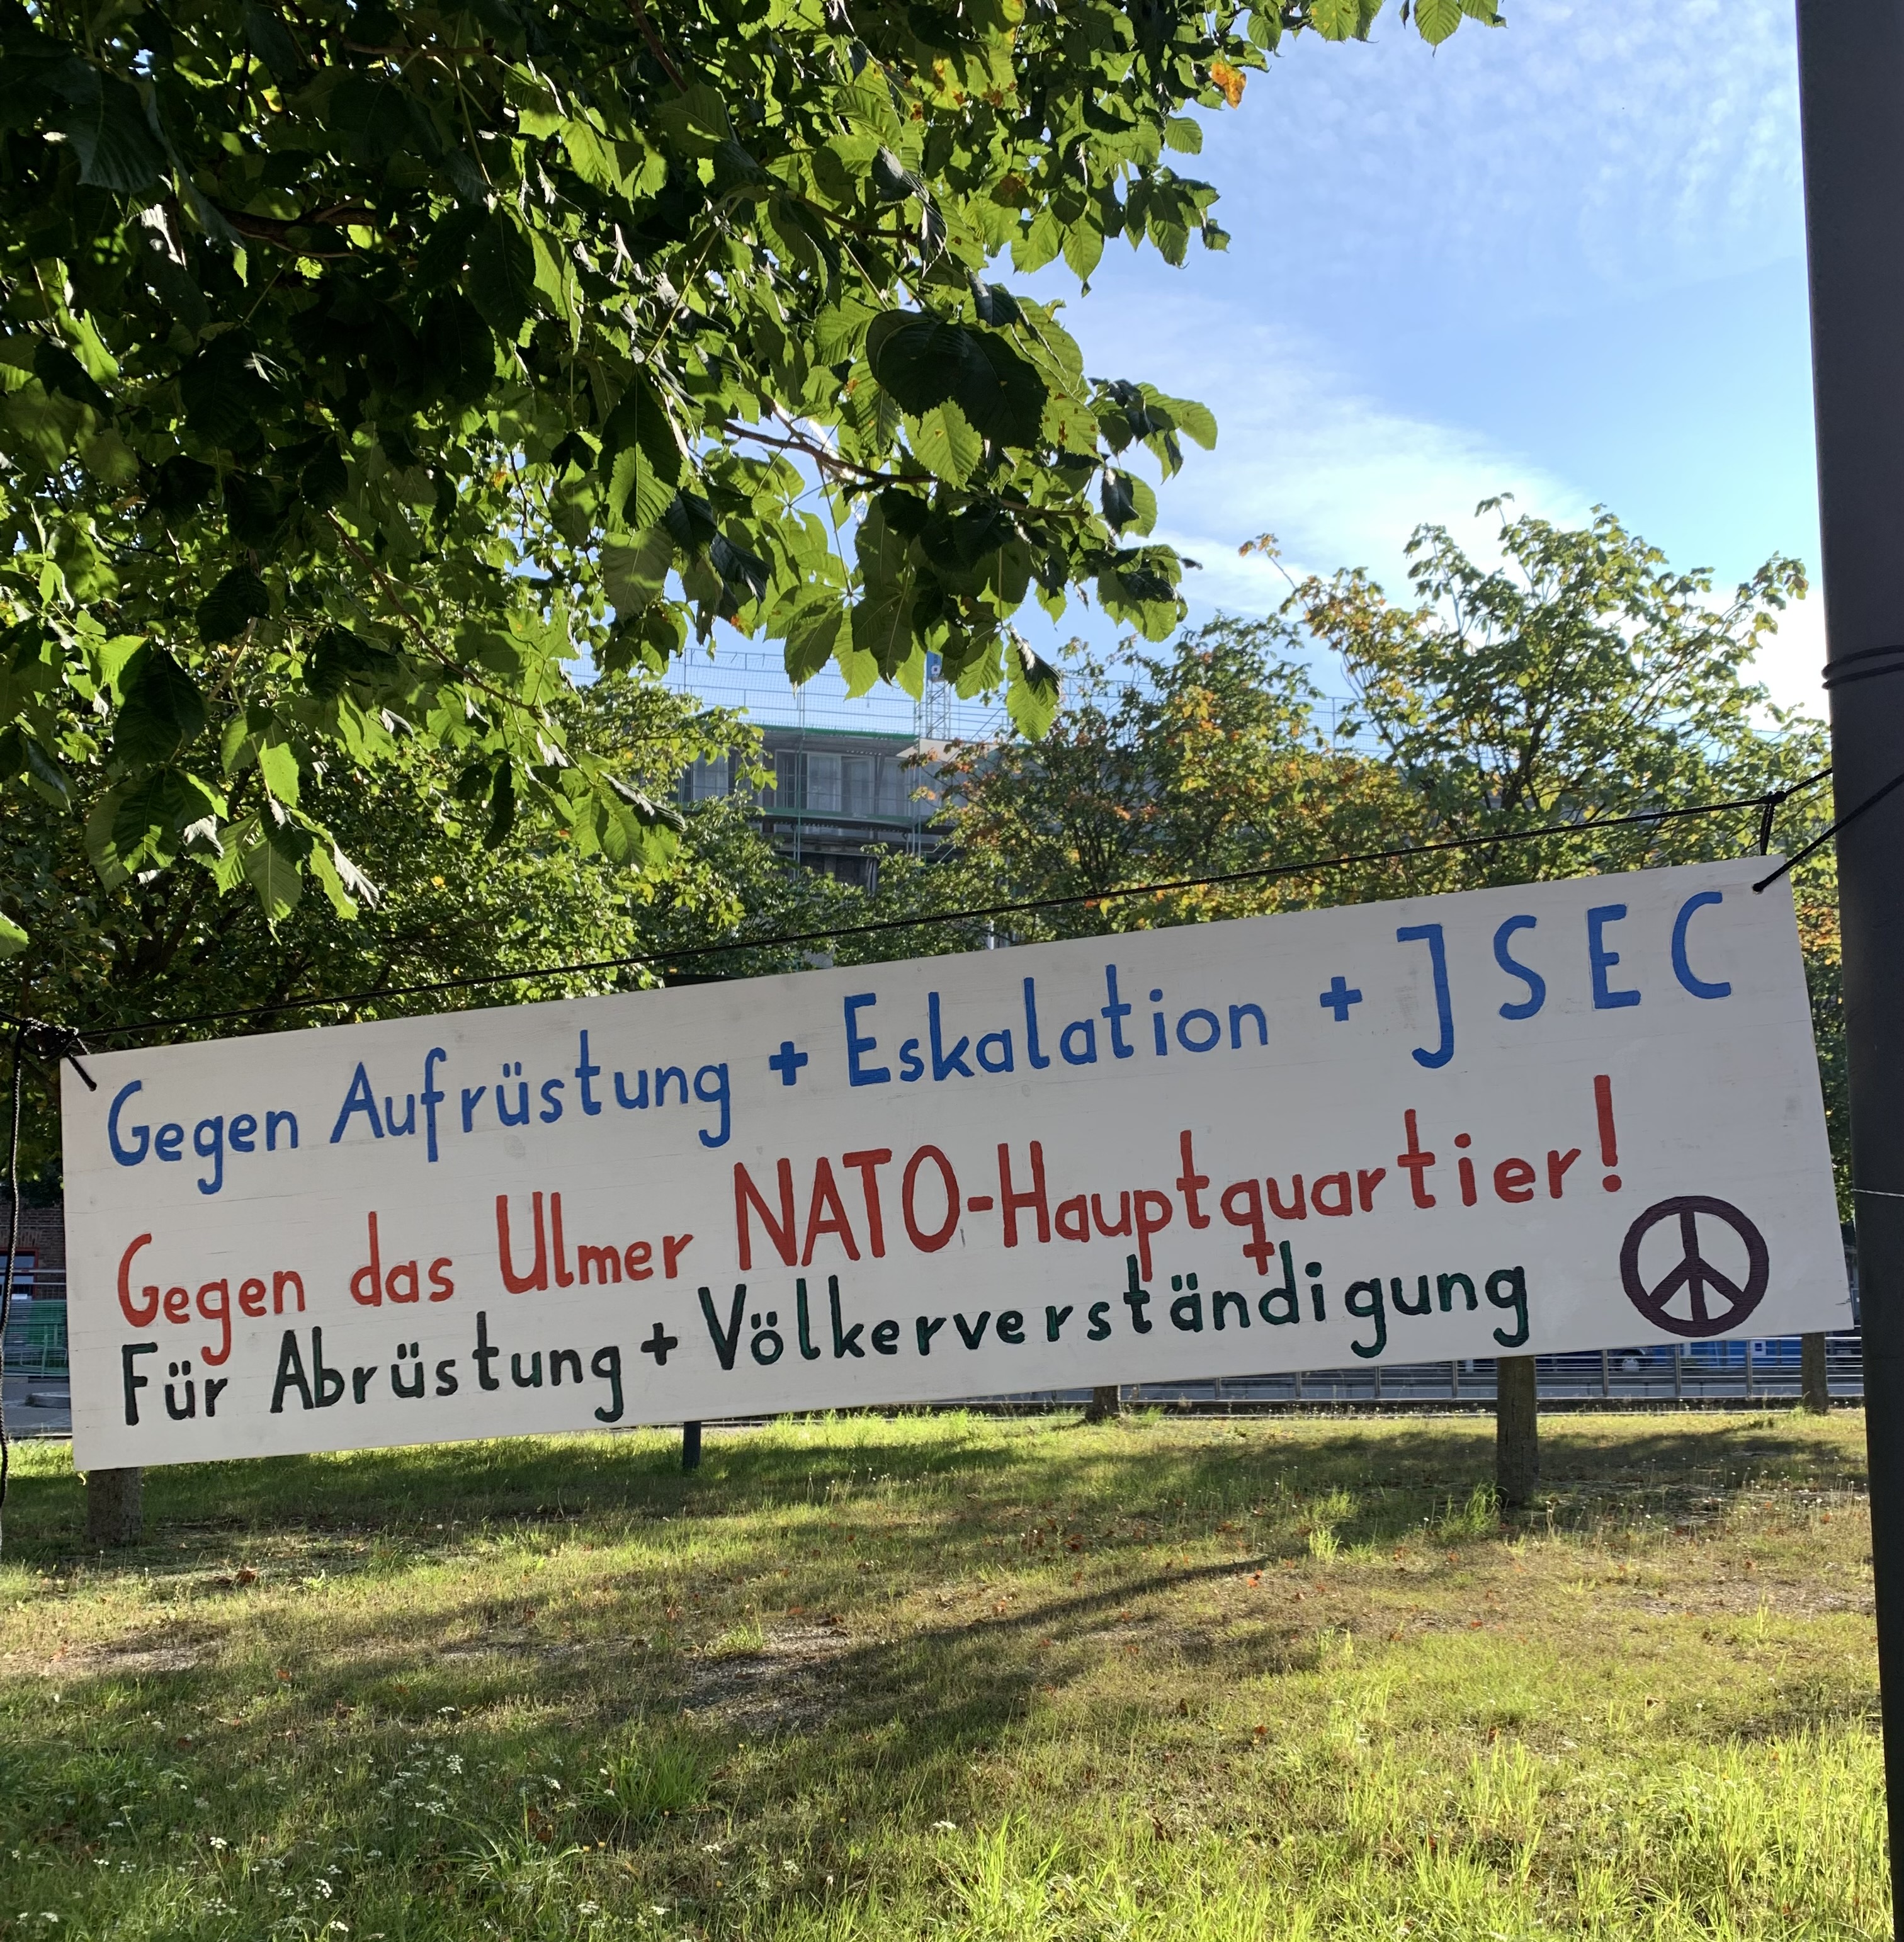 Gegen Aufrüstung + Eskalation + JSEC
Gegen das Ulmer NATO-Hauptquartier!
Für Abrüstung + Völkerverständigung